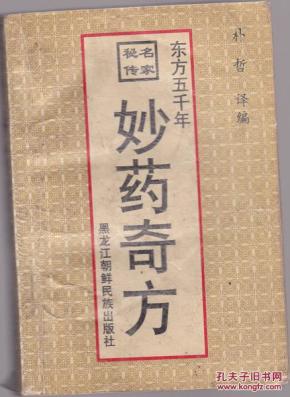 朴哲 译编
东方五千年
名家秘传
妙药奇方
黑龙江朝鲜民族出版社
孔夫子旧书网